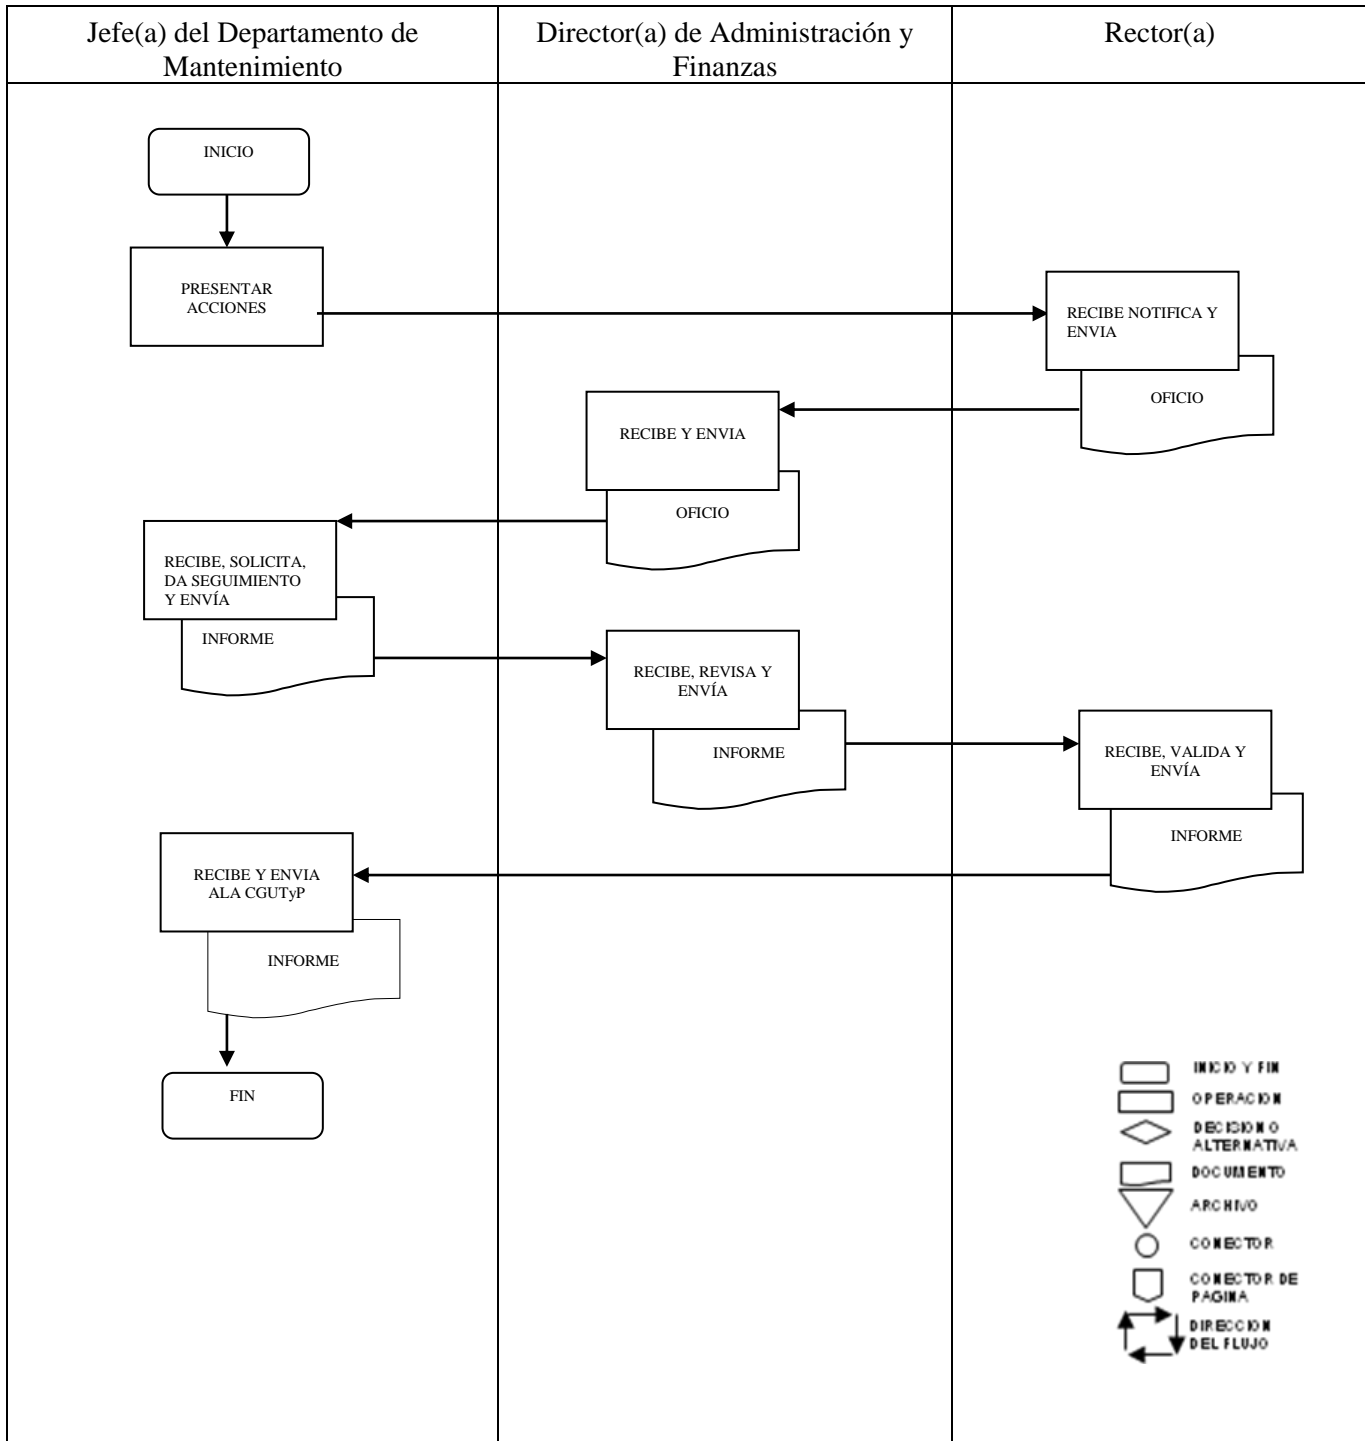 Jefe(a) del Departamento de
Mantenimiento
Director(a) de Administración y
Finanzas
Rector(a)
INICIO
PRESENTAR
ACCIONES
RECIBE NOTIFICA Y
ENVIA
OFICIO
RECIBE Y ENVIA
OFICIO
RECIBE, SOLICITA,
DA SEGUIMIENTO
Y ENVÍA
INFORME
RECIBE, REVISA Y
ENVÍA
INFORME
RECIBE, VALIDA Y
ENVÍA
INFORME
RECIBE Y ENVIA
ALA CGUTyP
INFORME
FIN
INICIO Y FIN
OPERACION
DECISION O
ALTERNATIVA
DOCUMENTO
ARCHIVO
CONECTOR
CONECTOR DE
PAGINA
DIRECCION
DEL FLUJO